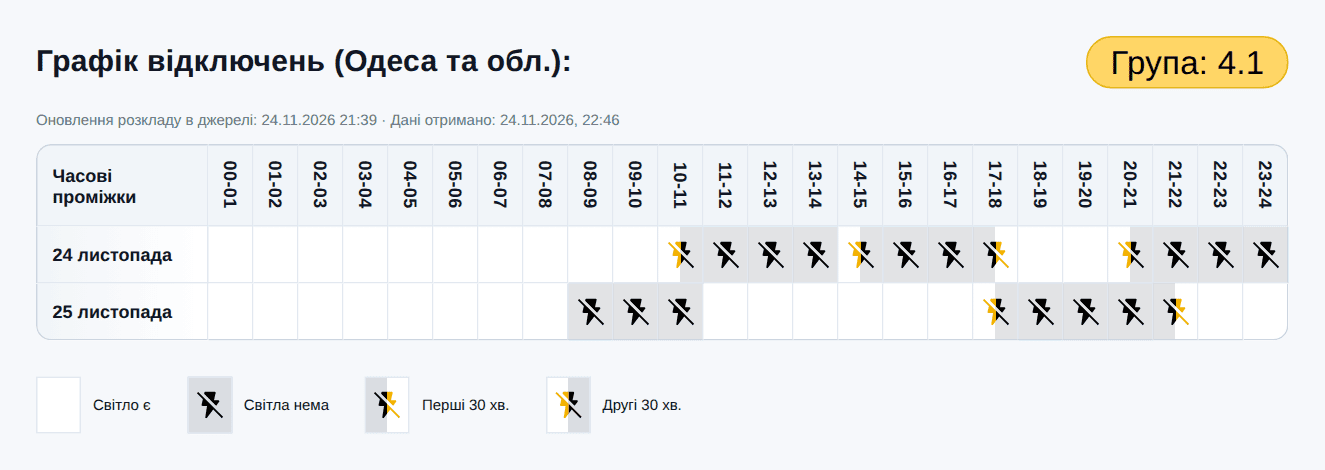 Графік відключень (Одеса та обл.):
Група: 4.1
Оновлення розкладу в джерелі: 24.11.2026 21:39 · Дані отримано: 24.11.2026, 22:46
Часові
проміжки
00-01
01-02
02-03
03-04
04-05
05-06
06-07
07-08
08-09
09-10
10-11
11-12
12-13
13-14
14-15
15-16
16-17
17-18
18-19
19-20
20-21
21-22
22-23
23-24
24 листопада
25 листопада
Світло є
Світла нема
Перші 30 хв.
Другі 30 хв.